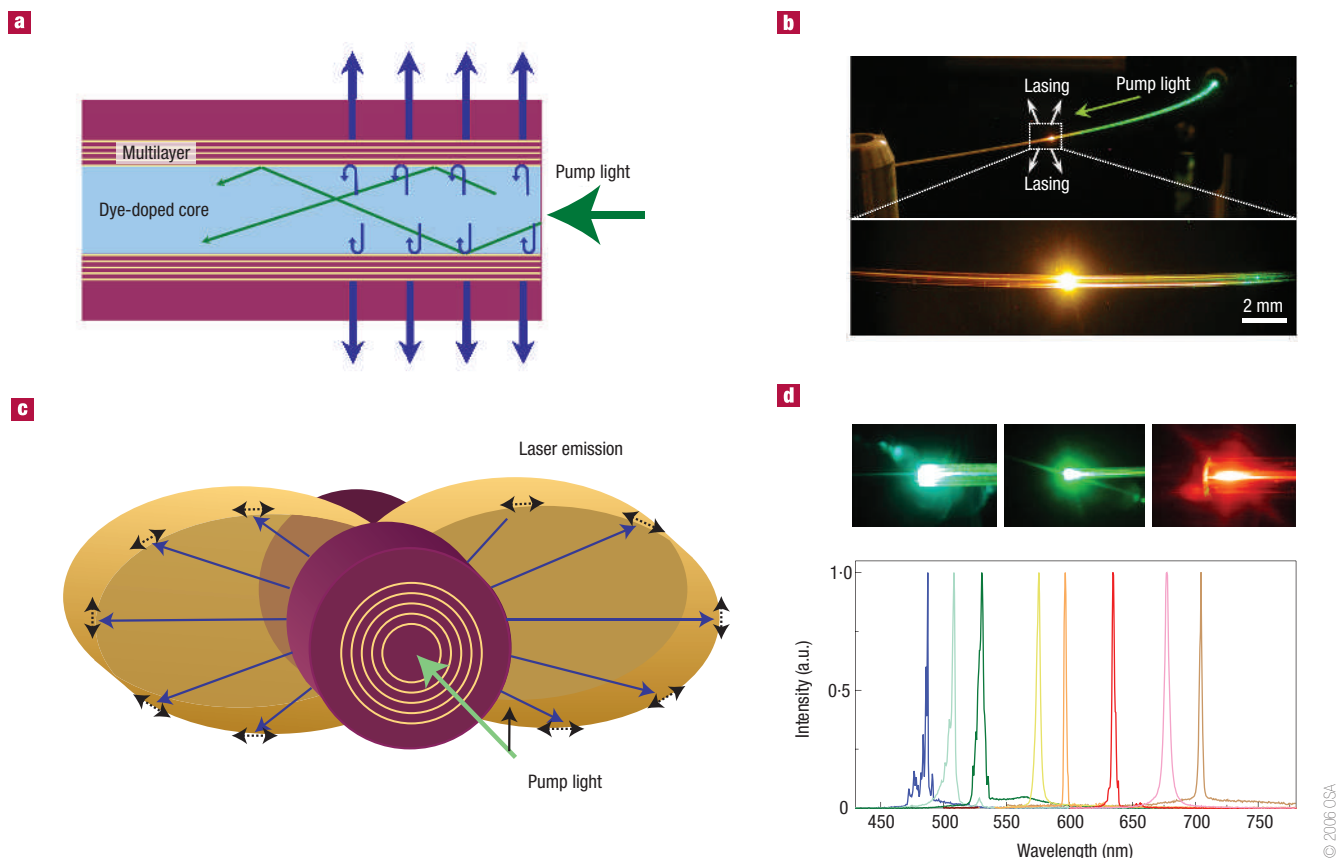 a
Multilayer
Dye-doped core
Pump light
b
Lasing
Pump light
Lasing
2 mm
c
Laser emission
Pump light
d
1·0
0·5
0
Intensity (a.u.)
450
500
550
600
650
700
750
Wavelength (nm)
© 2006 OSA